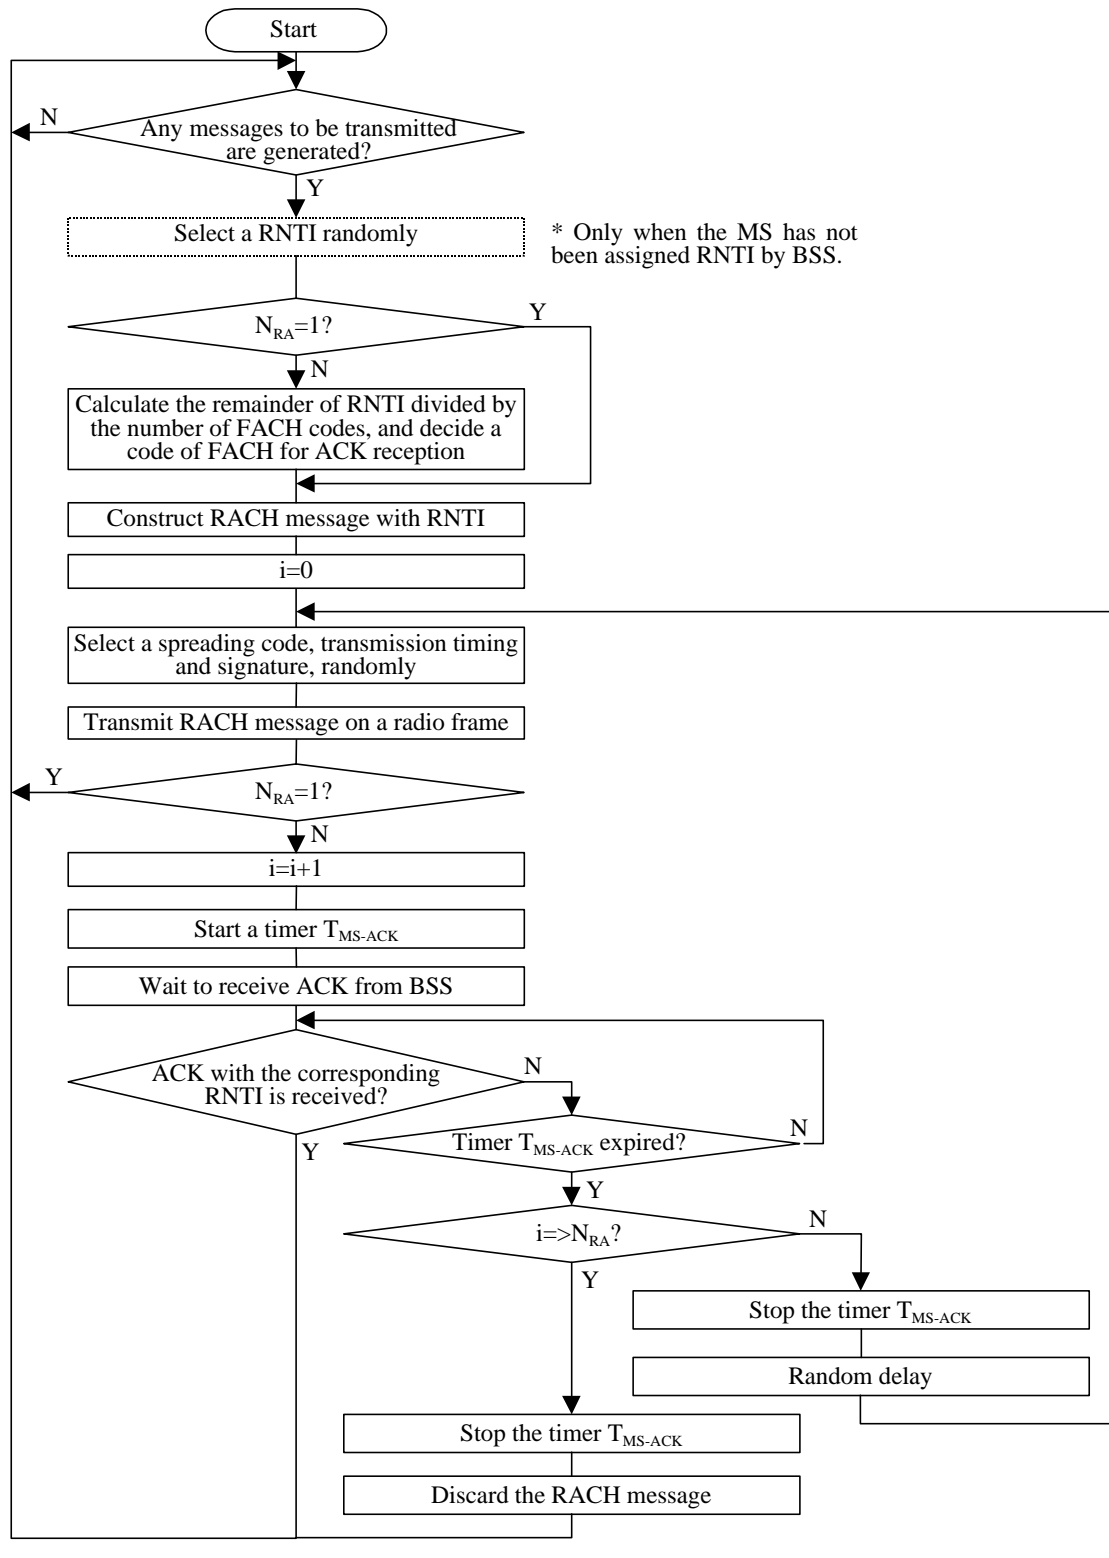 Start
N
Any messages to be transmitted
are generated?
Y
Select a RNTI randomly
* Only when the MS has not
been assigned RNTI by BSS.
Y
N_RA=1?
N
Calculate the remainder of RNTI divided by
the number of FACH codes, and decide a
code of FACH for ACK reception
Construct RACH message with RNTI
i=0
Select a spreading code, transmission timing
and signature, randomly
Transmit RACH message on a radio frame
Y
N_RA=1?
N
i=i+1
Start a timer T_MS-ACK
Wait to receive ACK from BSS
ACK with the corresponding
RNTI is received?
N
Y
Timer T_MS-ACK expired?
N
Y
i=>N_RA?
N
Y
Stop the timer T_MS-ACK
Random delay
Stop the timer T_MS-ACK
Discard the RACH message